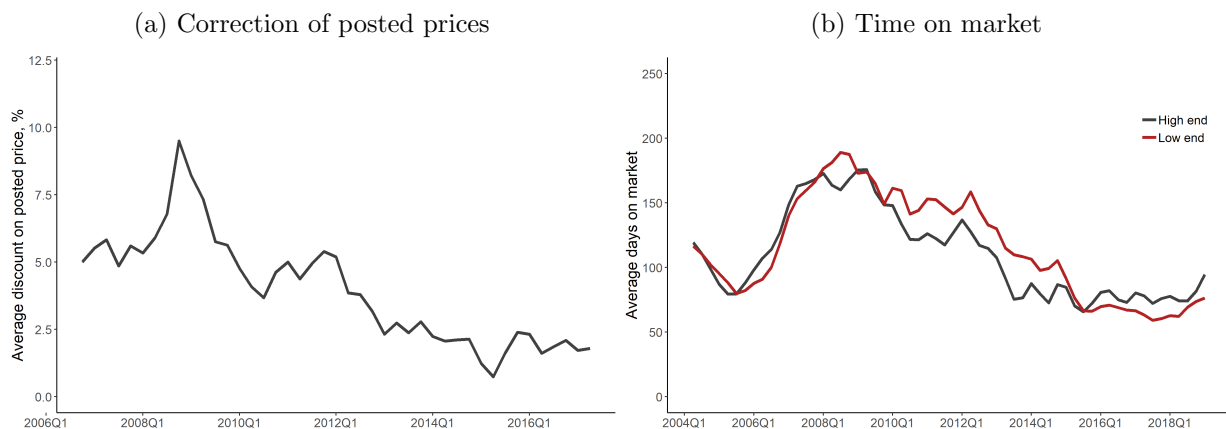 (a) Correction of posted prices
Average discount on posted price, %
12.5
10.0
7.5
5.0
2.5
0.0
2006Q1 2008Q1 2010Q1 2012Q1 2014Q1 2016Q1
(b) Time on market
Average days on market
250
200
150
100
50
0
High end
Low end
2004Q1 2006Q1 2008Q1 2010Q1 2012Q1 2014Q1 2016Q1 2018Q1